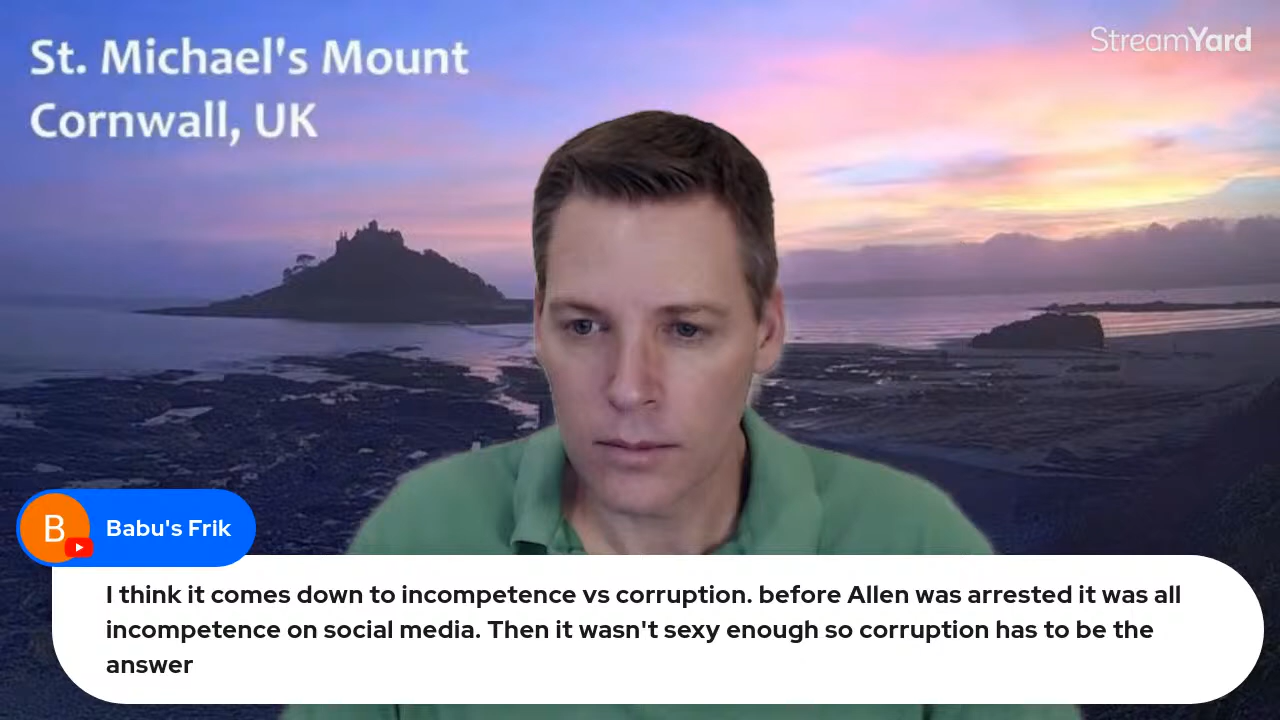 St. Michael's Mount
Cornwall, UK
StreamYard
B
Babu's Frik
I think it comes down to incompetence vs corruption. before Allen was arrested it was all
incompetence on social media. Then it wasn't sexy enough so corruption has to be the
answer